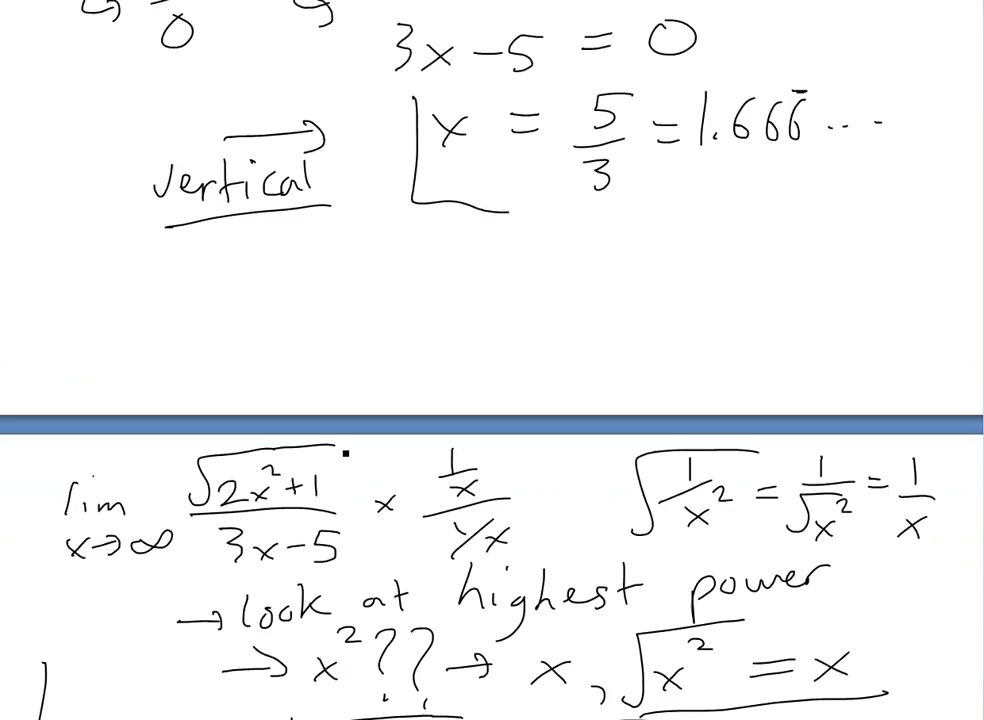 0
3x - 5 = 0
vertical x = 5/3 = 1.666̄ ...
lim x→∞ √(2x²+1) / (3x-5) × (1/x) / (1/x) √(1/x²) = 1/√x² = 1/x
→ look at highest power
→ x²?? → x, √x² = x